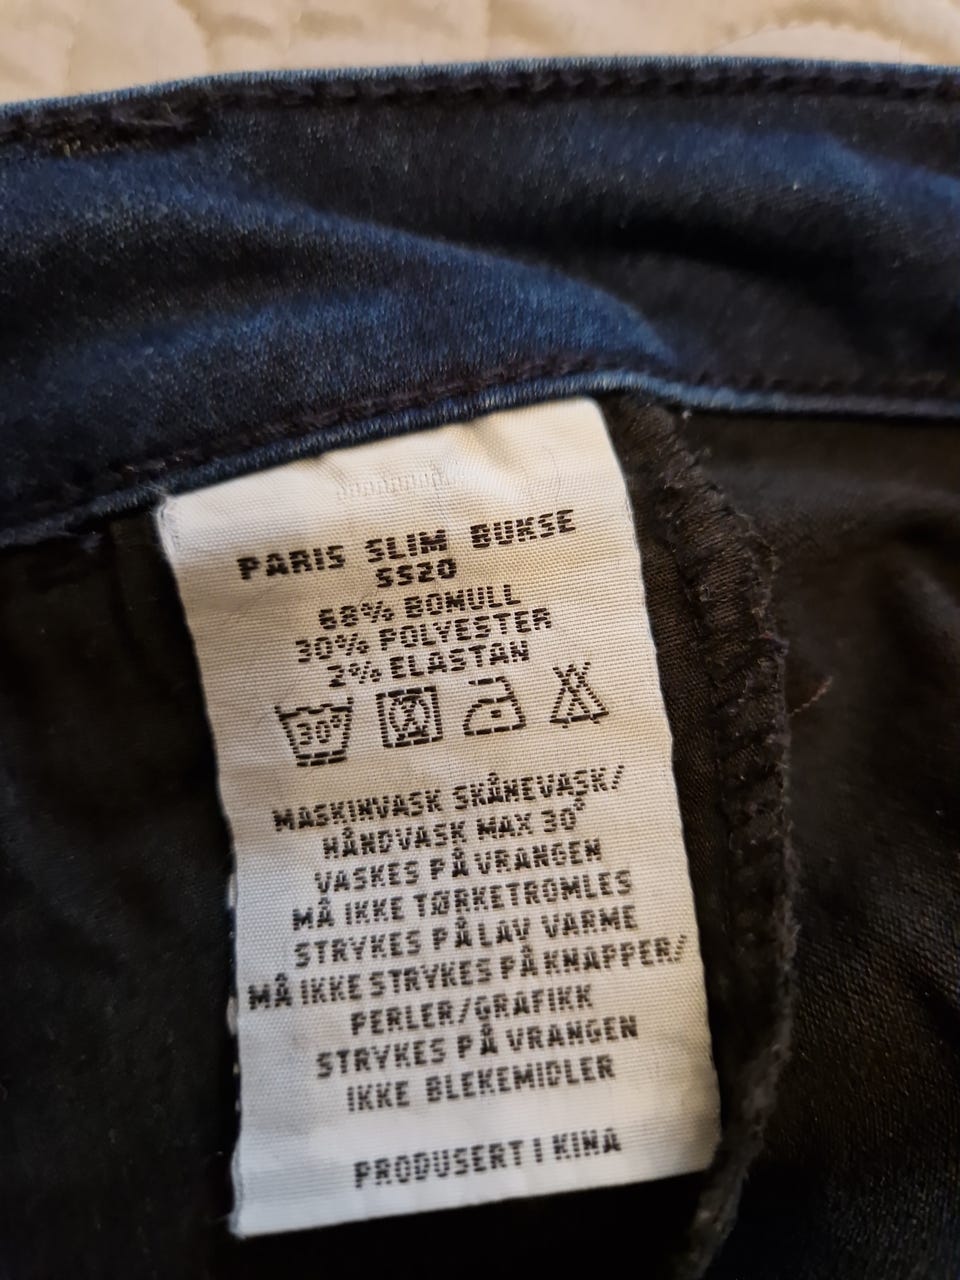 PARIS SLIM BUKSE
SS20
68% BOMULL
30% POLYESTER
2% ELASTAN
30°
MASKINVASK SKÅNEVASK/
HÅNDVASK MAX 30°
VASKES PÅ VRANGEN
MÅ IKKE TØRKETROMLES
STRYKES PÅ LAV VARME
MÅ IKKE STRYKES PÅ KNAPPER/
PERLER/GRAFIKK
STRYKES PÅ VRANGEN
IKKE BLEKEMIDLER
PRODUSERT I KINA